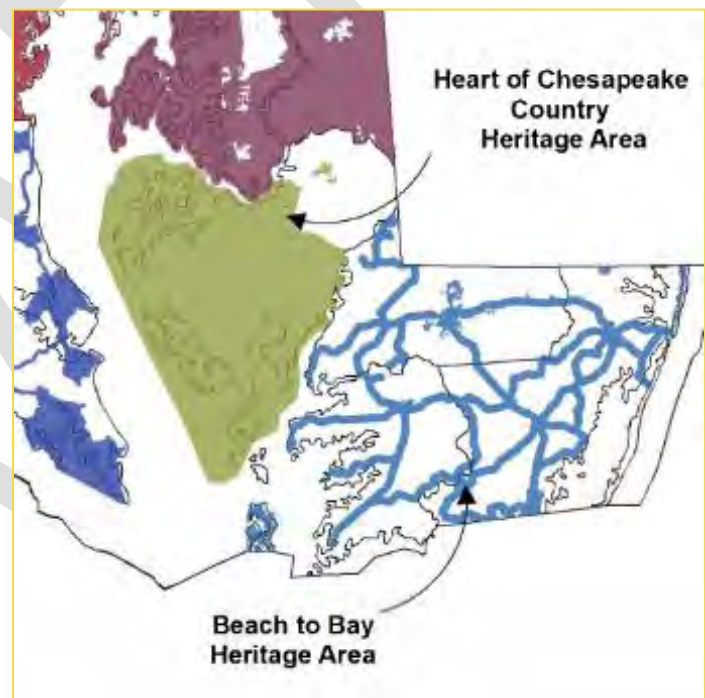 Heart of Chesapeake
Country
Heritage Area
Beach to Bay
Heritage Area